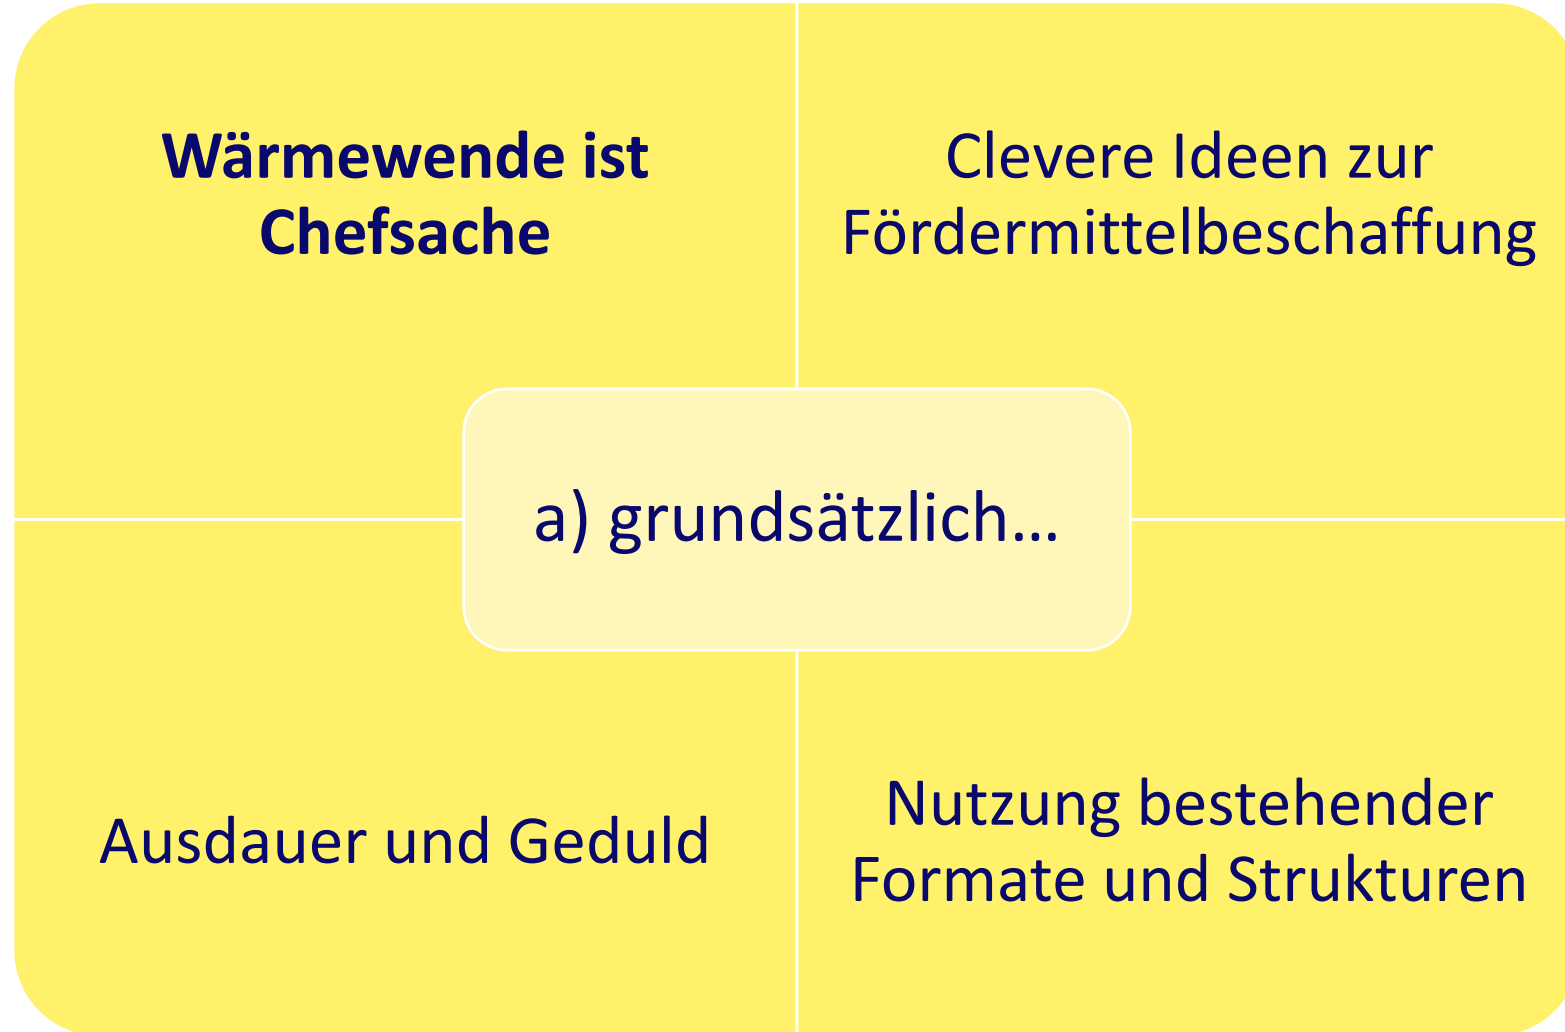 Wärmewende ist
Chefsache
Clevere Ideen zur
Fördermittelbeschaffung
a) grundsätzlich…
Ausdauer und Geduld
Nutzung bestehender
Formate und Strukturen